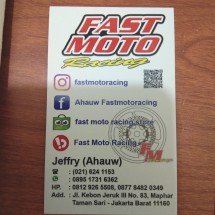 FAST
MOTO
Racing
fastmotoracing
Ahauw Fastmotoracing
fast moto racing store
Fast Moto Racing
FM
Jeffry (Ahauw)
: (021) 624 1153
: 0896 1731 6362
HP. : 0812 926 5808, 0877 8482 0349
Add. : Jl. Kebon Jeruk III No. 83, Maphar
Taman Sari - Jakarta Barat 11160